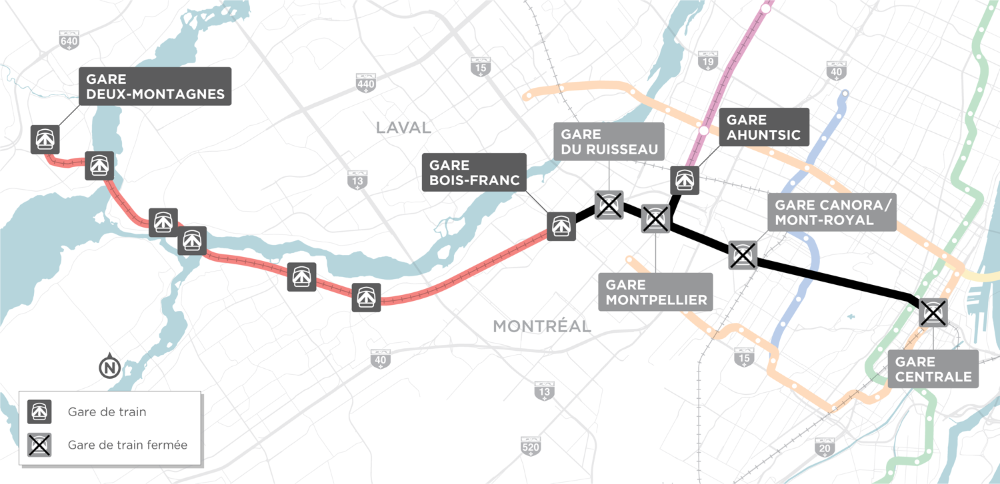 640
GARE
DEUX-MONTAGNES
440
15
19
40
LAVAL
GARE
DU RUISSEAU
GARE
AHUNTSIC
GARE
BOIS-FRANC
13
GARE CANORA/
MONT-ROYAL
GARE
MONTPELLIER
MONTRÉAL
40
15
GARE
CENTRALE
N
13
520
20
Gare de train
Gare de train fermée